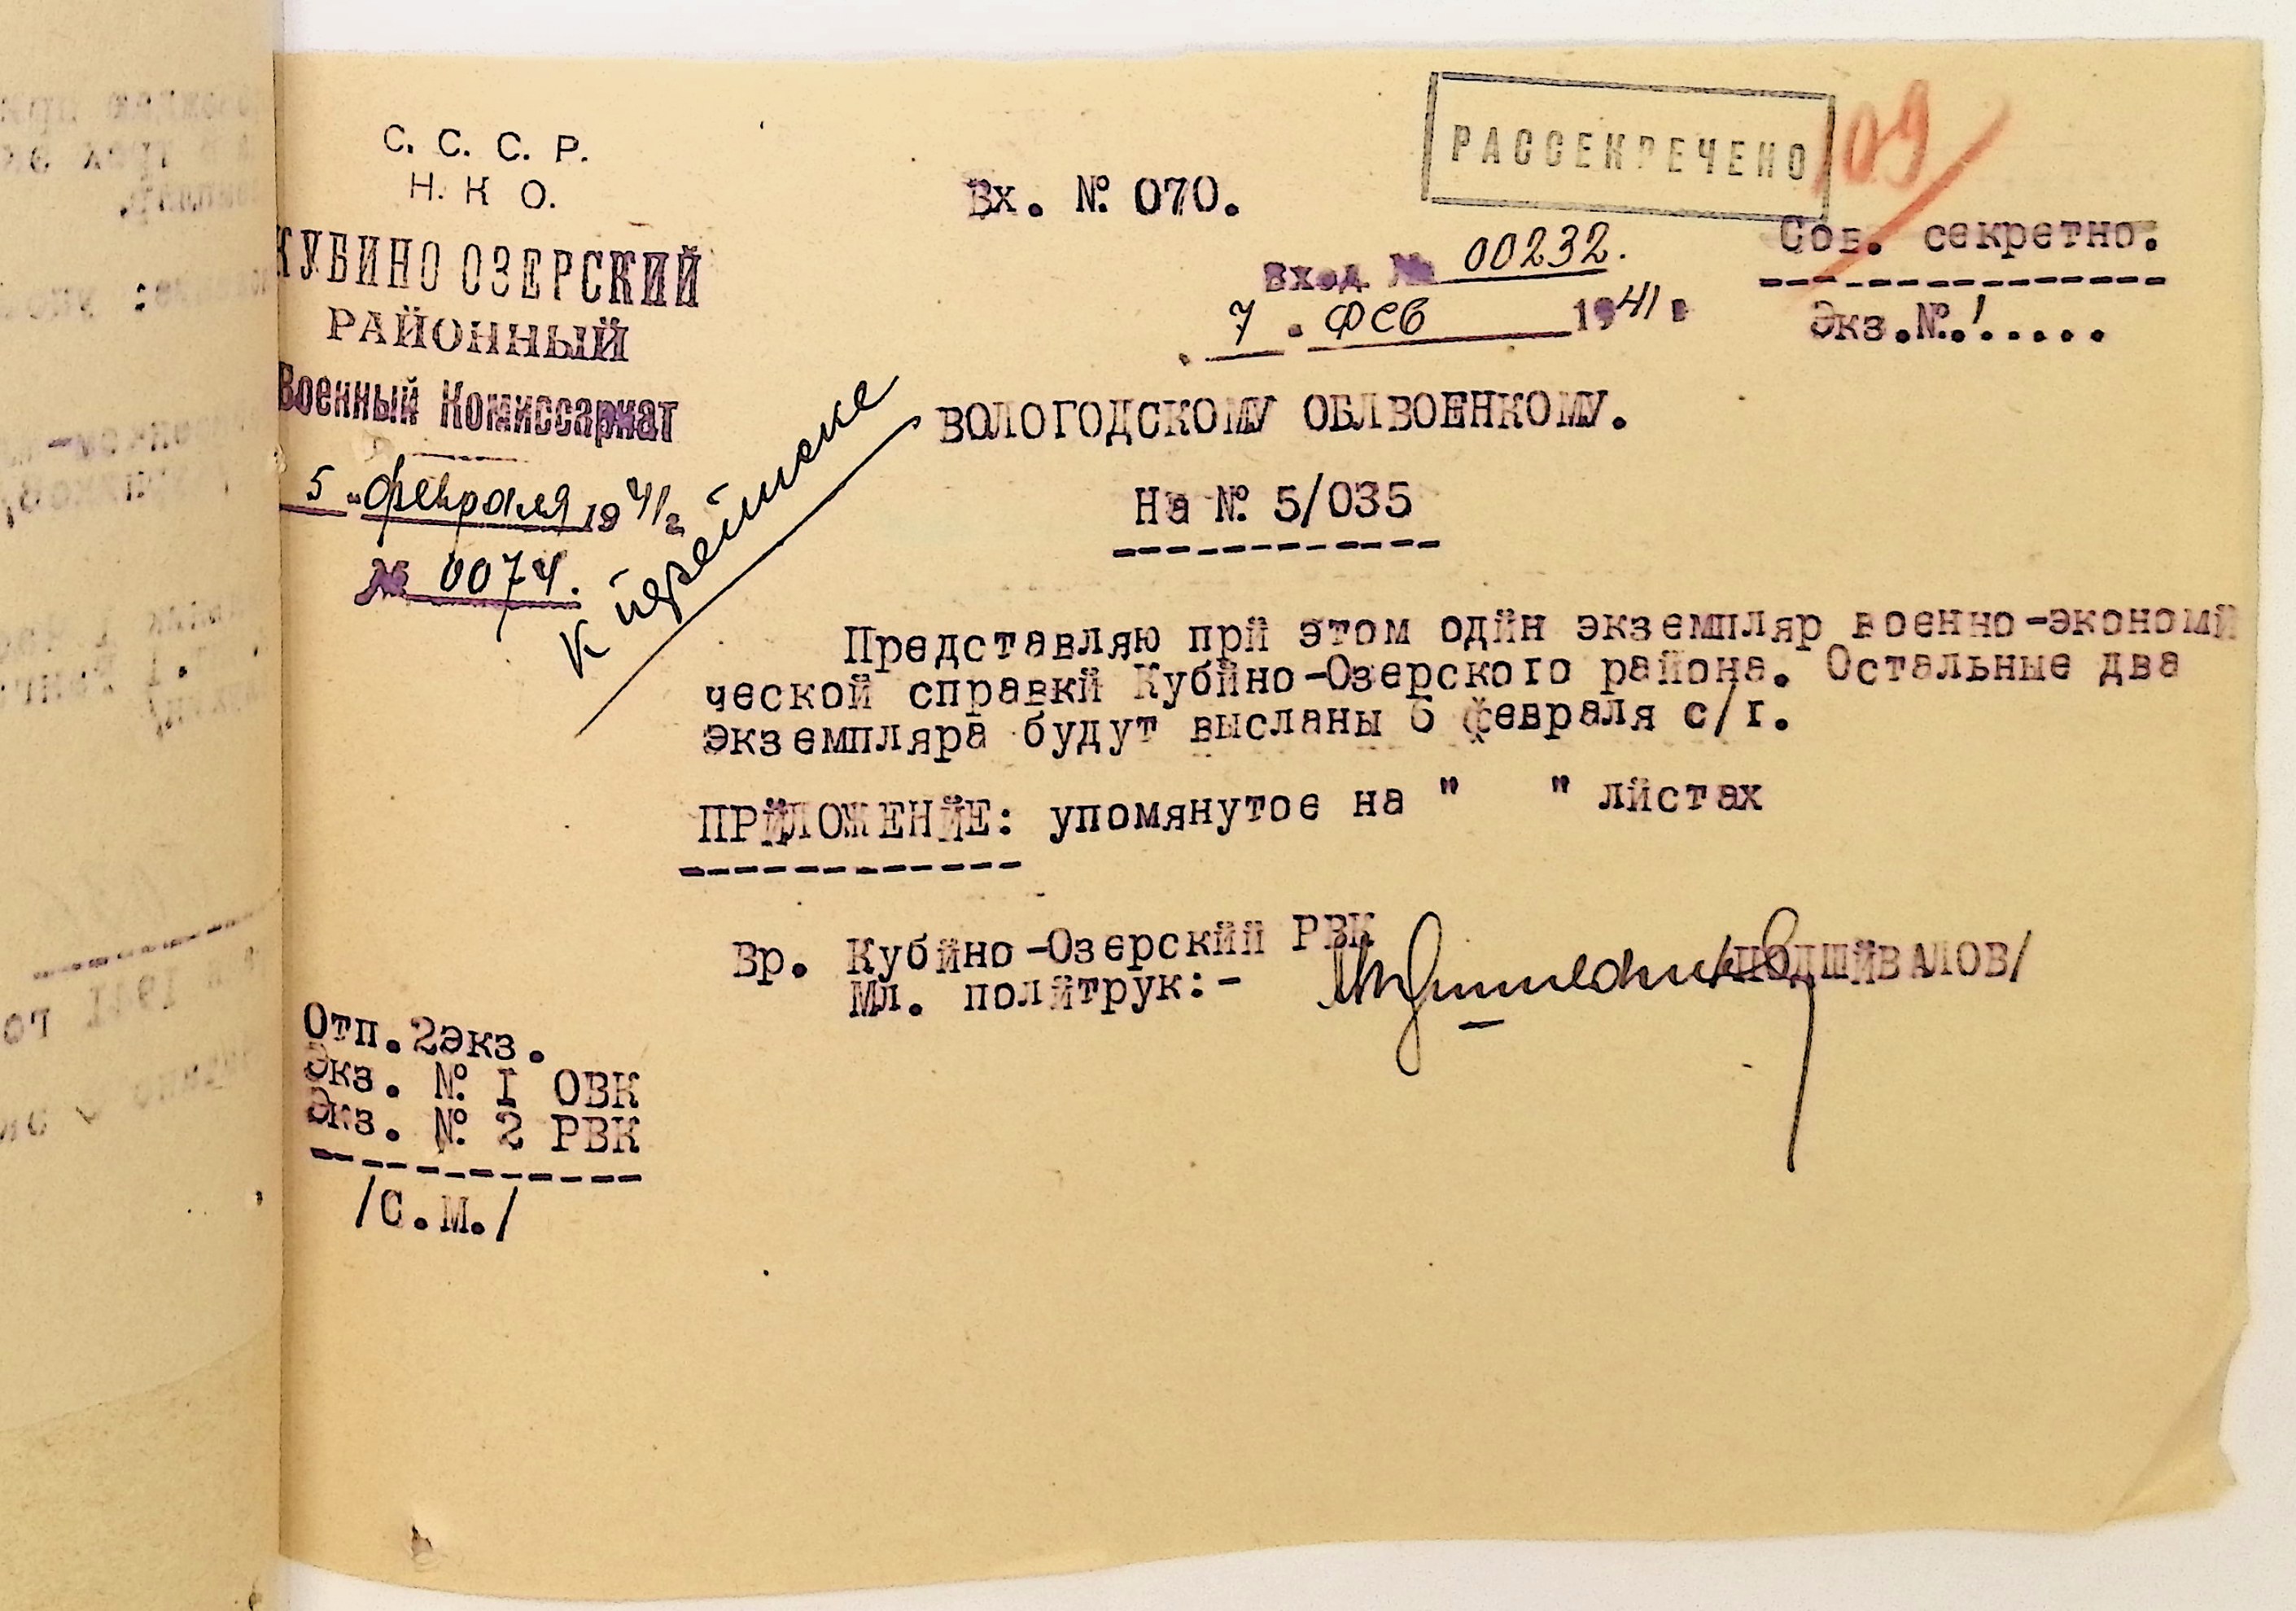 С. С. С. Р.
Н. К О.
КУБИНО ОЗЕРСКИЙ
РАЙОННЫЙ
Военный Комиссариат
5 " февраля 1941 г
№ 0074.
К переписке
РАССЕКРЕЧЕНО
109
Вх. № 070.
Вход № 00232.
7 . фев 1941 г
Сов. секретно.
Экз.№.1.....
ВОЛОГОДСКОМУ ОБЛВОЕНКОМУ.
На № 5/035
Представляю при этом один экземпляр военно-экономи
ческой справки Кубино-Озерского района. Остальные два
экземпляра будут высланы 6 февраля с/г.
ПРИЛОЖЕНИЕ: упомянутое на " " листах
Вр. Кубино-Озерский РВК
Мл. политрук:- /ПОДШИВАЛОВ/
Отп.2экз.
Экз. № I ОВК
Экз. № 2 РВК
/С.М./